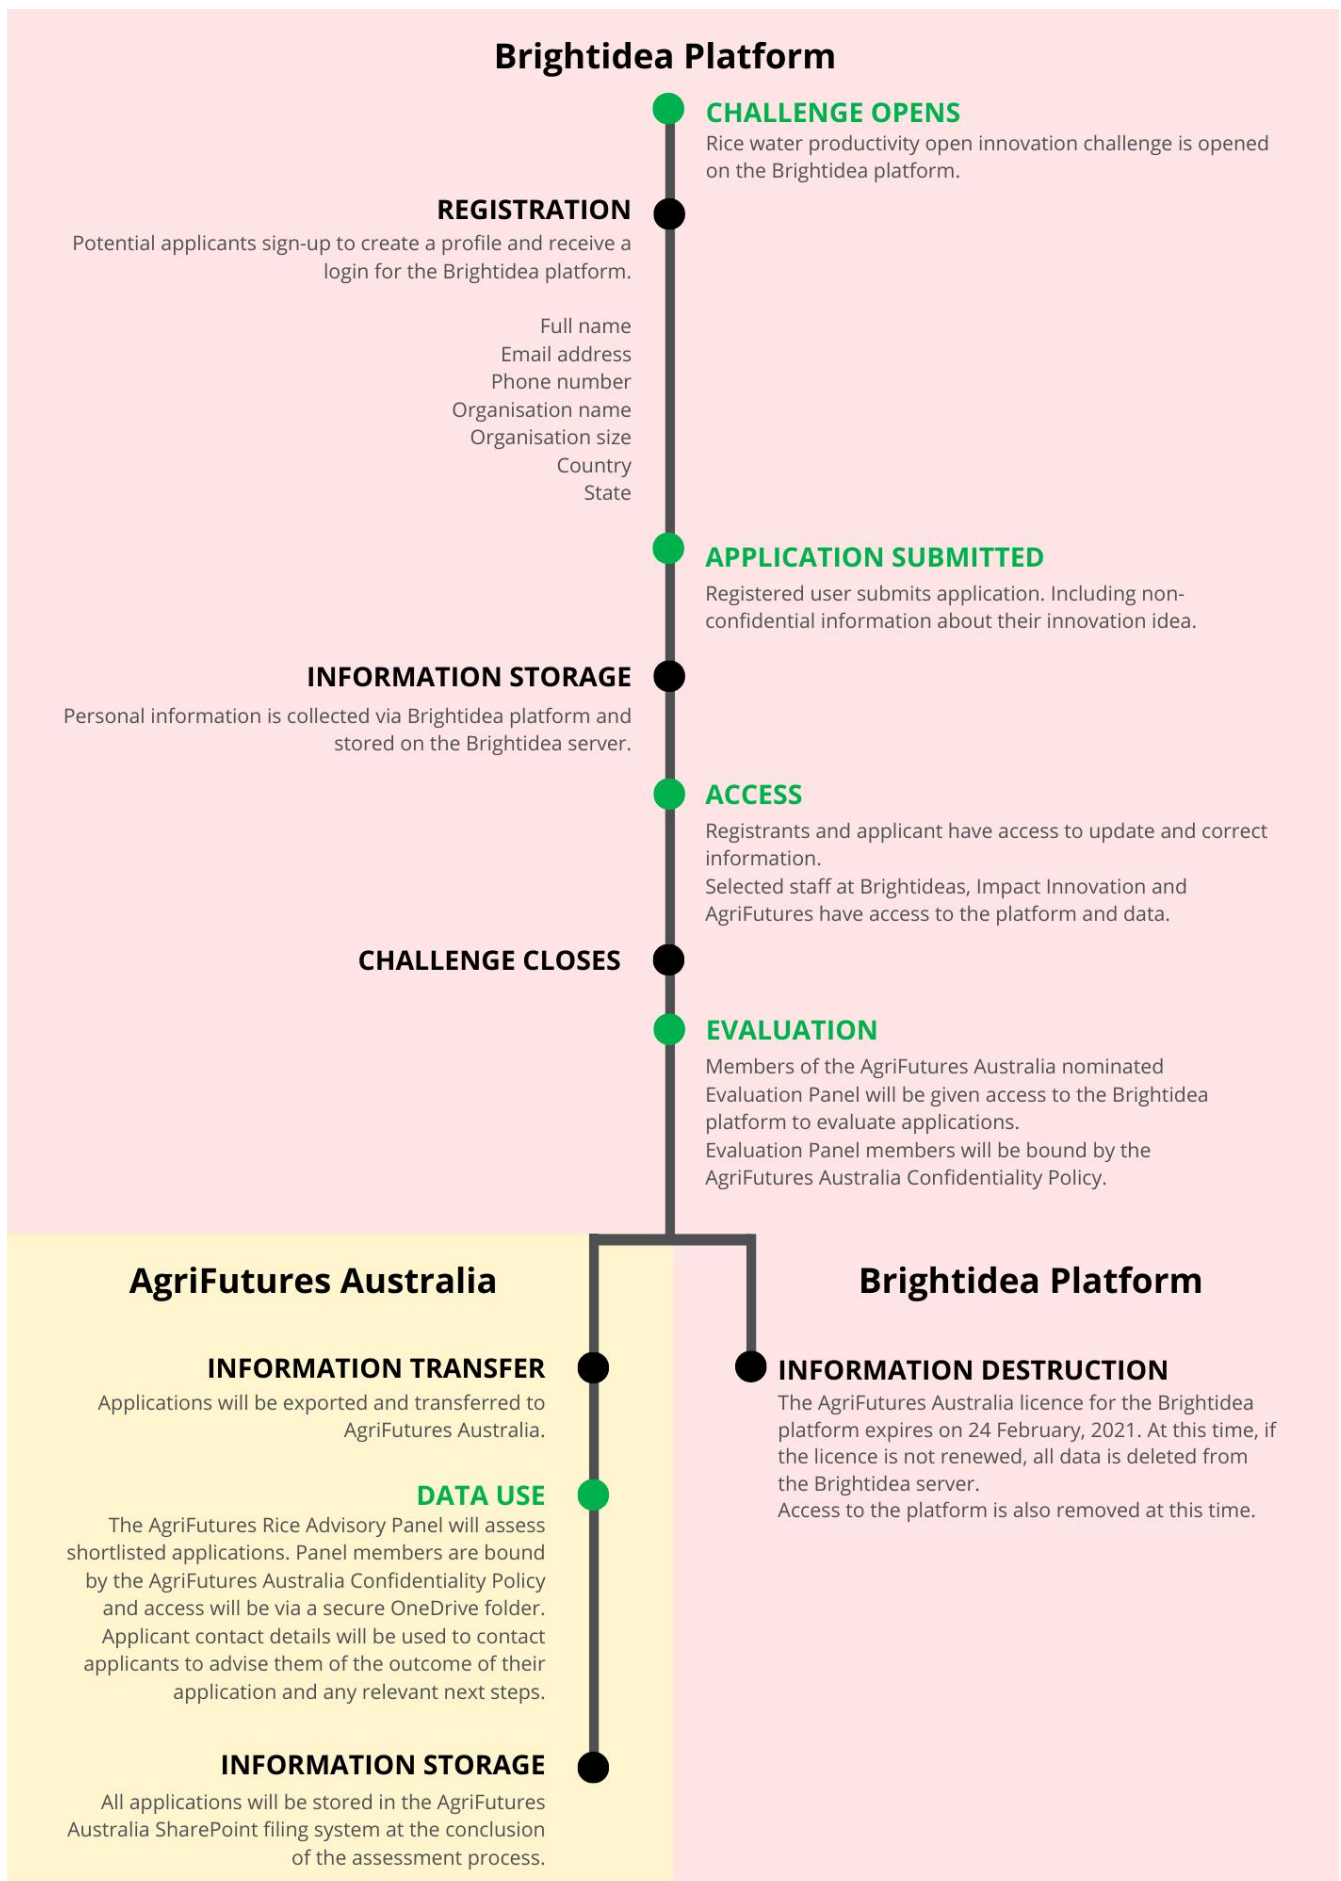 Brightidea Platform
CHALLENGE OPENS
Rice water productivity open innovation challenge is opened
on the Brightidea platform.
REGISTRATION
Potential applicants sign-up to create a profile and receive a
login for the Brightidea platform.
Full name
Email address
Phone number
Organisation name
Organisation size
Country
State
APPLICATION SUBMITTED
Registered user submits application. Including non-
confidential information about their innovation idea.
INFORMATION STORAGE
Personal information is collected via Brightidea platform and
stored on the Brightidea server.
ACCESS
Registrants and applicant have access to update and correct
information.
Selected staff at Brightideas, Impact Innovation and
AgriFutures have access to the platform and data.
CHALLENGE CLOSES
EVALUATION
Members of the AgriFutures Australia nominated
Evaluation Panel will be given access to the Brightidea
platform to evaluate applications.
Evaluation Panel members will be bound by the
AgriFutures Australia Confidentiality Policy.
AgriFutures Australia
INFORMATION TRANSFER
Applications will be exported and transferred to
AgriFutures Australia.
DATA USE
The AgriFutures Rice Advisory Panel will assess
shortlisted applications. Panel members are bound
by the AgriFutures Australia Confidentiality Policy
and access will be via a secure OneDrive folder.
Applicant contact details will be used to contact
applicants to advise them of the outcome of their
application and any relevant next steps.
INFORMATION STORAGE
All applications will be stored in the AgriFutures
Australia SharePoint filing system at the conclusion
of the assessment process.
Brightidea Platform
INFORMATION DESTRUCTION
The AgriFutures Australia licence for the Brightidea
platform expires on 24 February, 2021. At this time, if
the licence is not renewed, all data is deleted from
the Brightidea server.
Access to the platform is also removed at this time.